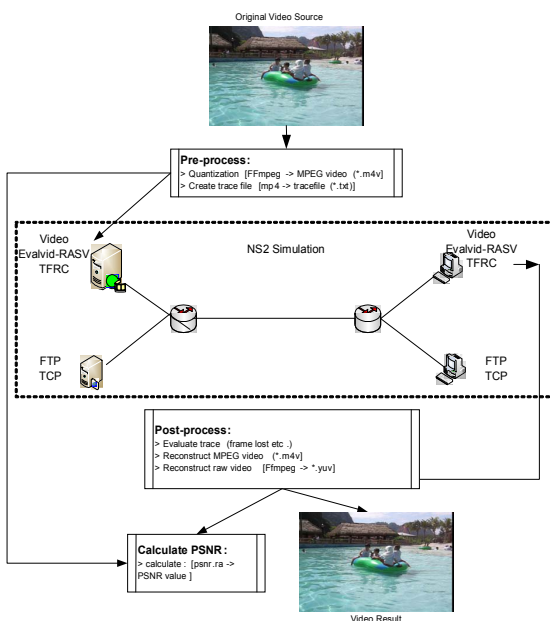 Original Video Source
Pre-process:
> Quantization [FFmpeg -> MPEG video (*.m4v]
> Create trace file [mp4 -> tracefile (*.txt)]
Video
Evalvid-RASV
TFRC
NS2 Simulation
Video
Evalvid-RASV
TFRC
FTP
TCP
FTP
TCP
Post-process:
> Evaluate trace (frame lost etc .)
> Reconstruct MPEG video (*.m4v]
> Reconstruct raw video [Ffmpeg -> *.yuv]
Calculate PSNR :
> calculate : [psnr.ra ->
PSNR value ]
Video Result